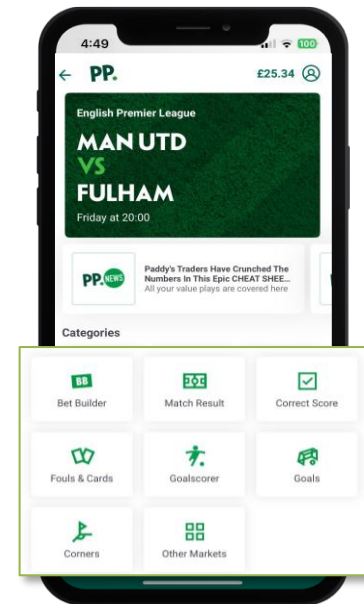 4:49
100
PP.
£25.34
English Premier League
MAN UTD
VS
FULHAM
Friday at 20:00
PP. NEWS
Paddy's Traders Have Crunched The
Numbers In This Epic CHEAT SHEE...
All your value plays are covered here
Categories
BB
Bet Builder
Match Result
Correct Score
Fouls & Cards
Goalscorer
Goals
Corners
Other Markets